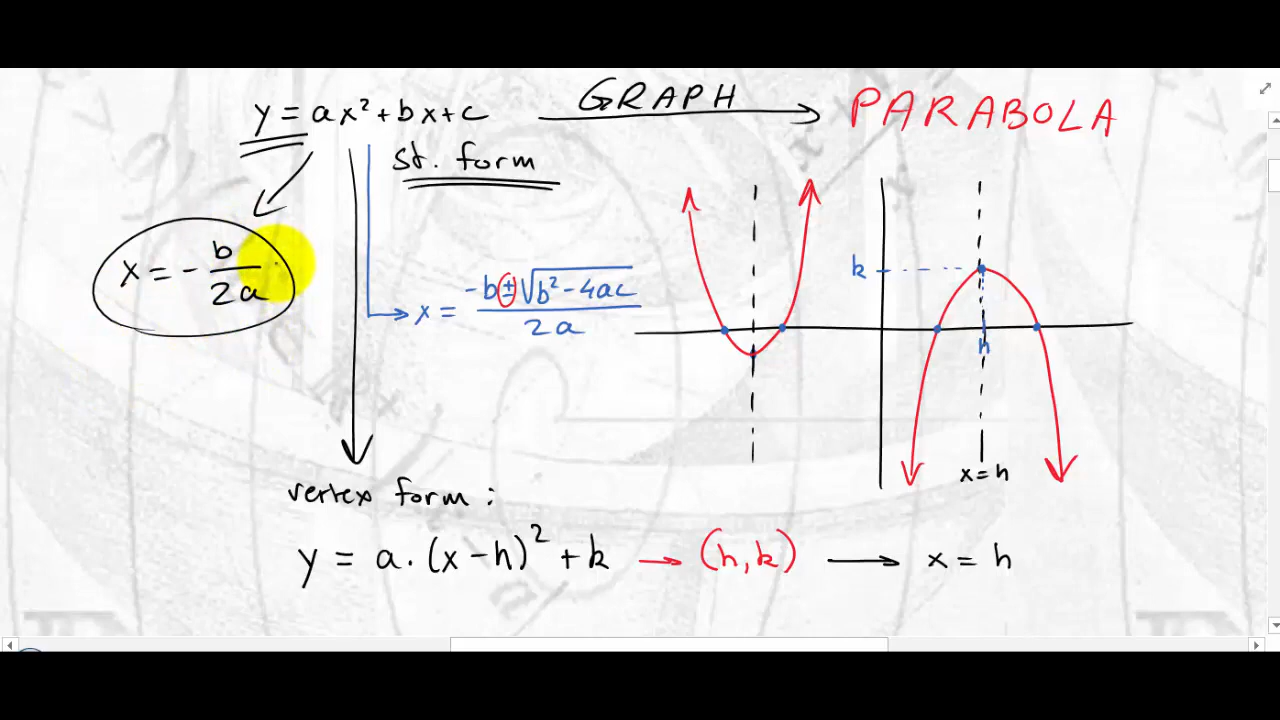 y = ax² + bx + c GRAPH PARABOLA
st. form
x = - b/2a
x = -b ± √b² - 4ac / 2a
k
h
x = h
vertex form :
y = a . (x - h)² + k → (h, k) → x = h